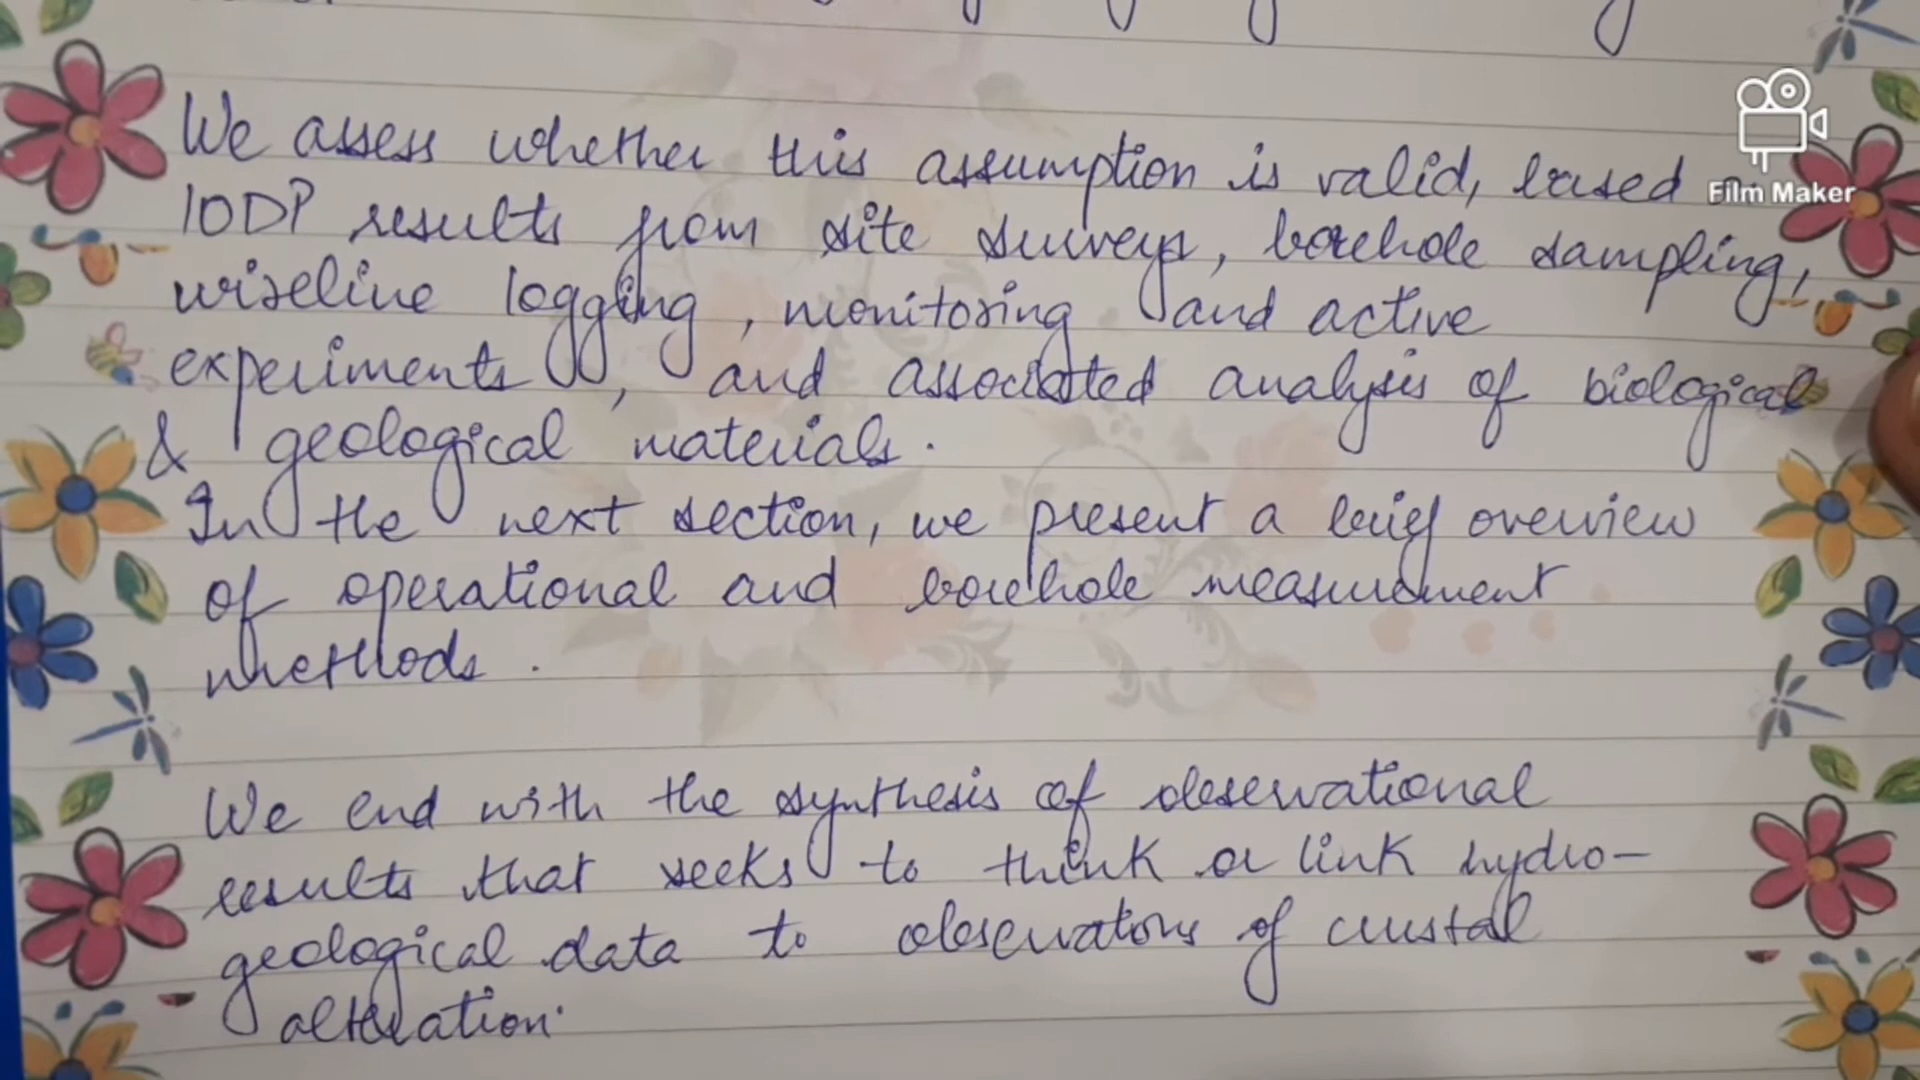 We assess whether this assumption is valid, based
IODP results from site surveys, borehole sampling,
wireline logging, monitoring and active
experiments, and associated analysis of biological
& geological materials.
In the next section, we present a brief overview
of operational and borehole measurement
methods.
We end with the synthesis of observational
results that seeks to think or link hydro-
geological data to observatons of crustal
alteration.
Film Maker